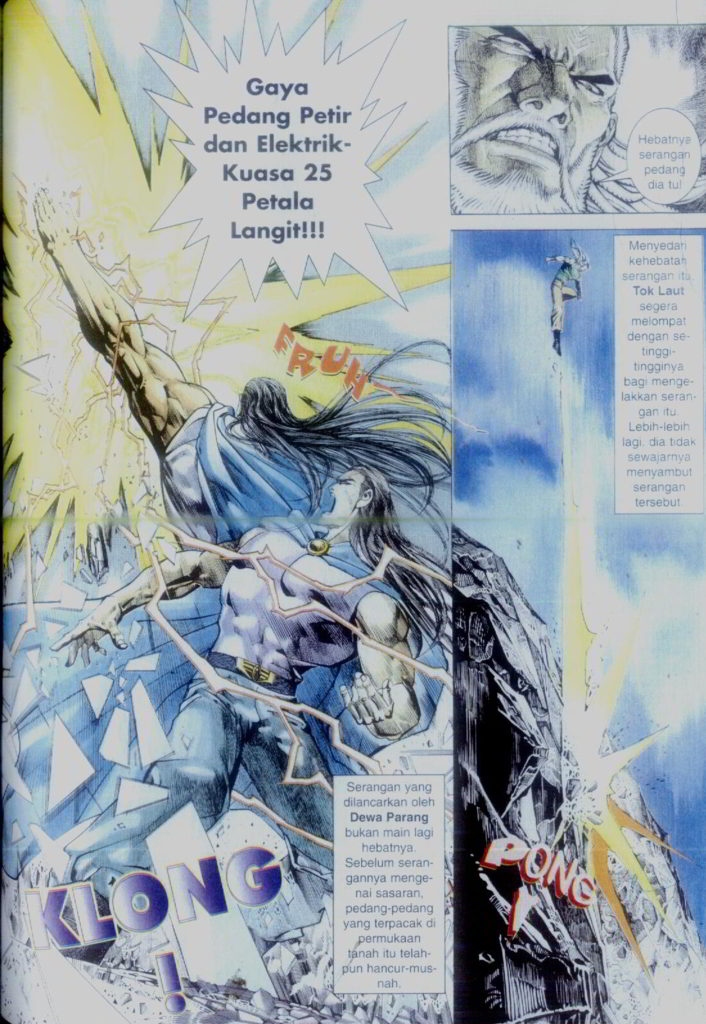 Gaya
Pedang Petir
dan Elektrik-
Kuasa 25
Petala
Langit!!!
FR-UH
Hebatnya
serangan
pedang
dia tu!
Menyedari
kehebatan
serangan itu,
Tok Laut
segera
melompat
dengan se-
tinggi-
tingginya
bagi menge-
lakkan seran-
gan itu.
Lebih-lebih
lagi, dia tidak
sewajarnya
menyambut
serangan
tersebut.
Serangan yang
dilancarkan oleh
Dewa Parang
bukan main lagi
hebatnya.
Sebelum seran-
gannya menge-
nai sasaran,
pedang-pedang
yang terpacak di
permukaan
tanah itu telah-
pun hancur-mus-
nah.
KLONG
!
PONG
!